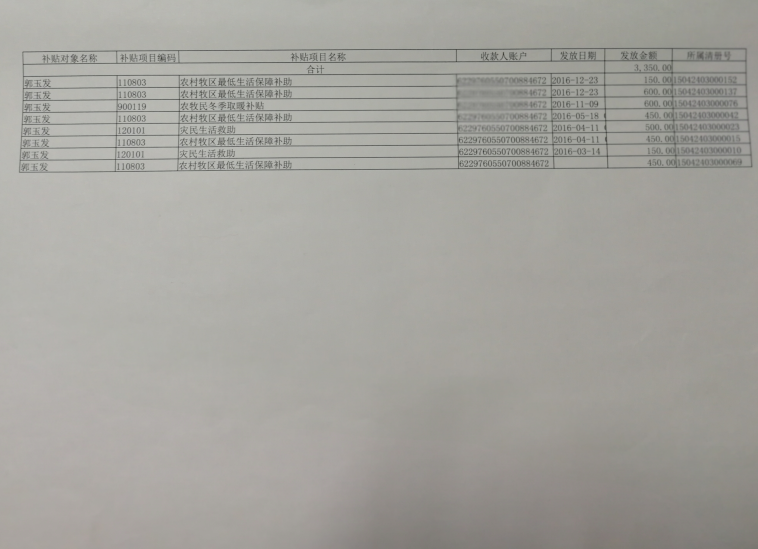 补贴对象名称 补贴项目编码 补贴项目名称 收款人账户 发放日期 发放金额 所属清册号
合计 3,350.00
郭玉发 110803 农村牧区最低生活保障补助 6229760550700884672 2016-12-23 150.00 15042403000152
郭玉发 110803 农村牧区最低生活保障补助 6229760550700884672 2016-12-23 600.00 15042403000137
郭玉发 900119 农牧民冬季取暖补贴 6229760550700884672 2016-11-09 600.00 15042403000076
郭玉发 110803 农村牧区最低生活保障补助 6229760550700884672 2016-05-18 450.00 15042403000042
郭玉发 120101 灾民生活救助 6229760550700884672 2016-04-11 500.00 15042403000023
郭玉发 110803 农村牧区最低生活保障补助 6229760550700884672 2016-04-11 450.00 15042403000015
郭玉发 120101 灾民生活救助 6229760550700884672 2016-03-14 150.00 15042403000010
郭玉发 110803 农村牧区最低生活保障补助 6229760550700884672 450.00 15042403000069